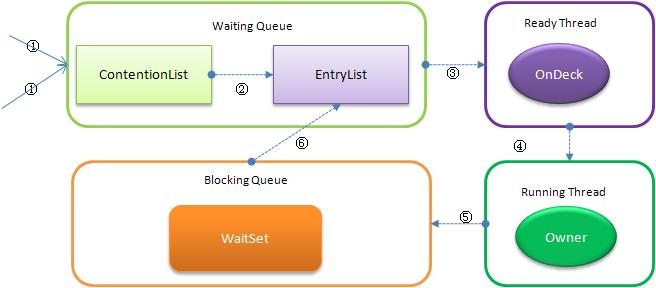 Waiting Queue
Ready Thread
①
①
ContentionList
②
EntryList
③
OnDeck
④
⑥
Blocking Queue
WaitSet
⑤
Running Thread
Owner